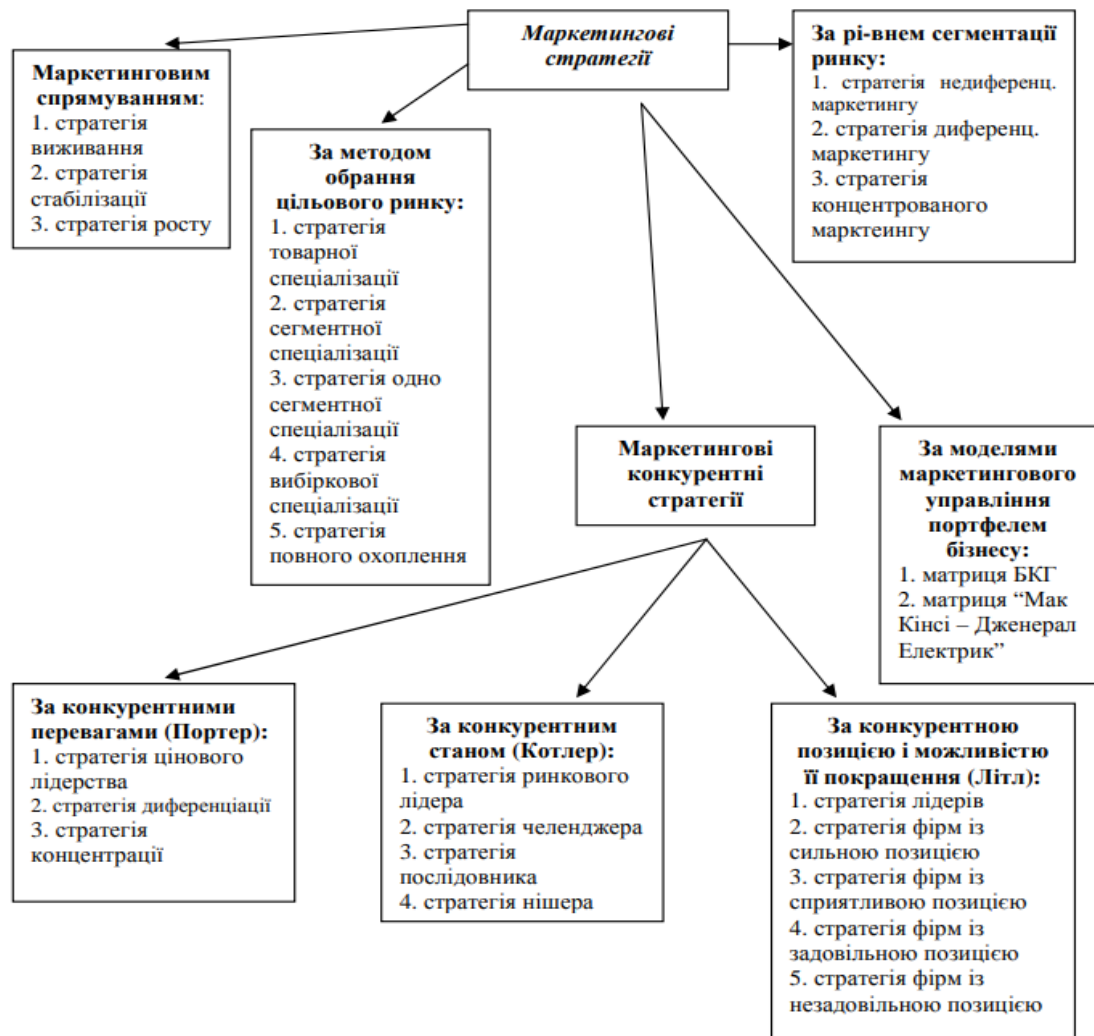 Маркетингові
стратегії
Маркетинговим
спрямуванням:
1. стратегія
виживання
2. стратегія
стабілізації
3. стратегія росту
За методом
обрання
цільового ринку:
1. стратегія
товарної
спеціалізації
2. стратегія
сегментної
спеціалізації
3. стратегія одно
сегментної
спеціалізації
4. стратегія
вибіркової
спеціалізації
5. стратегія
повного охоплення
За рі-внем сегментації
ринку:
1. стратегія недиференц.
маркетингу
2. стратегія диференц.
маркетингу
3. стратегія
концентрованого
марктеингу
Маркетингові
конкурентні
стратегії
За моделями
маркетингового
управління
портфелем
бізнесу:
1. матриця БКГ
2. матриця “Мак
Кінсі – Дженерал
Електрик”
За конкурентними
перевагами (Портер):
1. стратегія цінового
лідерства
2. стратегія диференціації
3. стратегія
концентрації
За конкурентним
станом (Котлер):
1. стратегія ринкового
лідера
2. стратегія челенджера
3. стратегія
послідовника
4. стратегія нішера
За конкурентною
позицією і можливістю
її покращення (Літл):
1. стратегія лідерів
2. стратегія фірм із
сильною позицією
3. стратегія фірм із
сприятливою позицією
4. стратегія фірм із
задовільною позицією
5. стратегія фірм із
незадовільною позицією